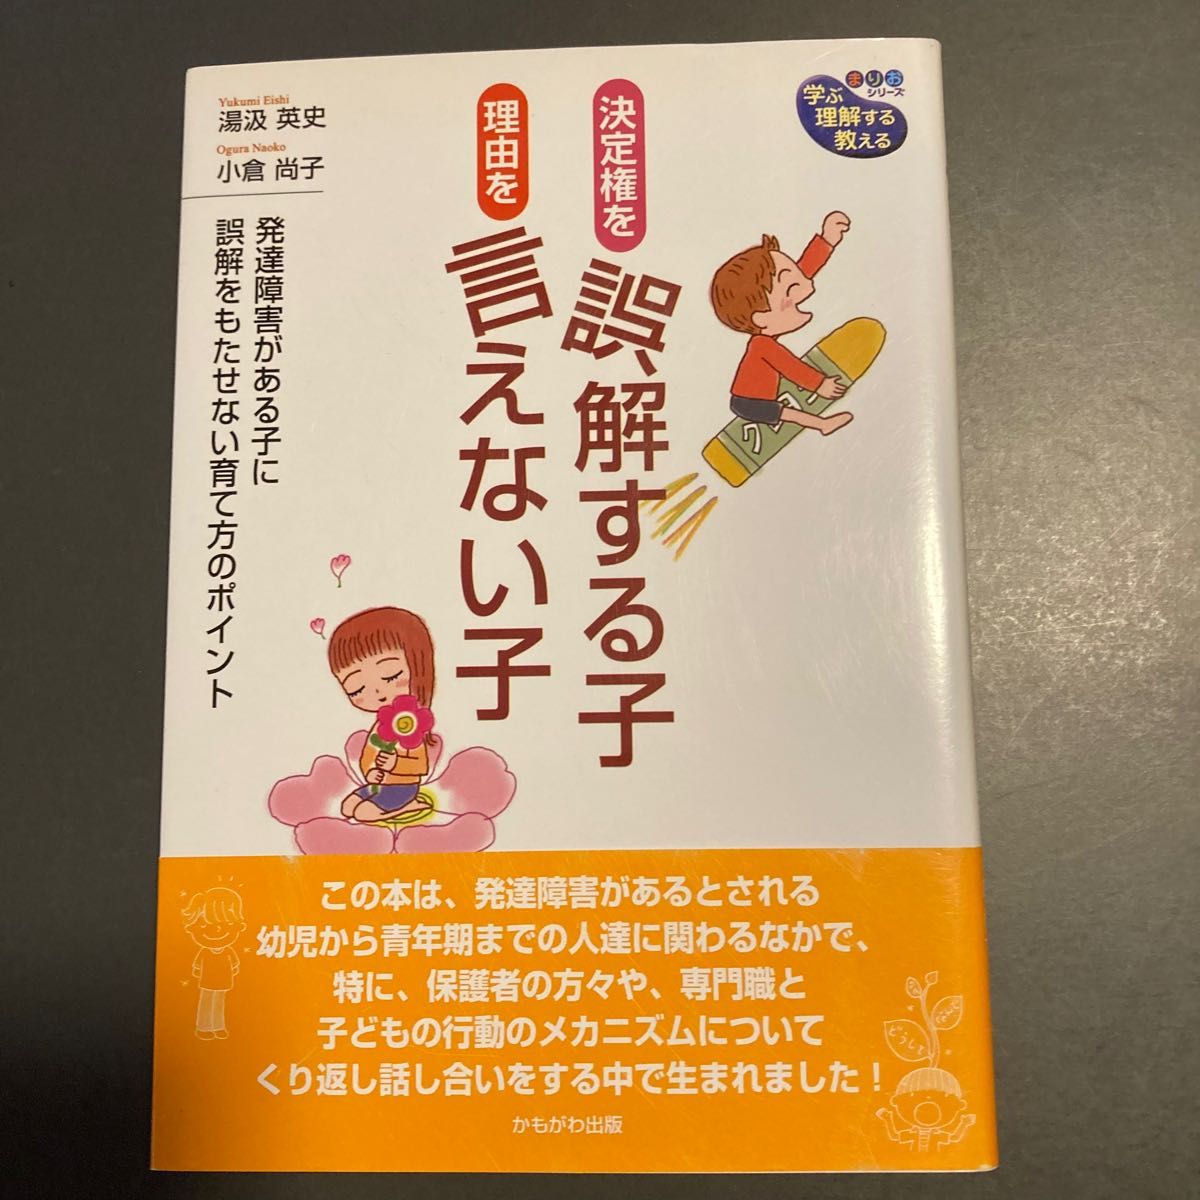 まりお
シリーズ
学ぶ
理解する
教える
決定権を
誤解する子
理由を
言えない子
Yukumi Eishi
湯汲 英史
Ogura Naoko
小倉 尚子
発達障害がある子に
誤解をもたせない育て方のポイント
この本は、発達障害があるとされる
幼児から青年期までの人達に関わるなかで、
特に、保護者の方々や、専門職と
子どもの行動のメカニズムについて
くり返し話し合いをする中で生まれました！
かもがわ出版
どうして